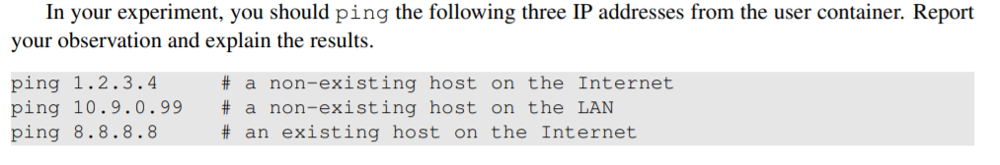 In your experiment, you should ping the following three IP addresses from the user container. Report
your observation and explain the results.
ping 1.2.3.4 # a non-existing host on the Internet
ping 10.9.0.99 # a non-existing host on the LAN
ping 8.8.8.8 # an existing host on the Internet